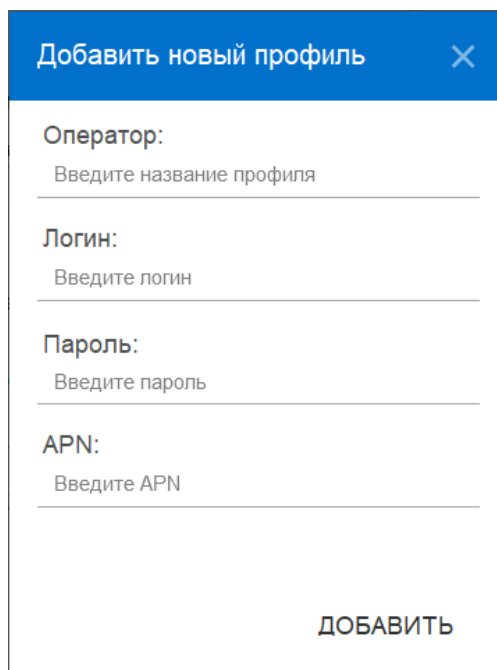 Добавить новый профиль
Оператор:
Введите название профиля
Логин:
Введите логин
Пароль:
Введите пароль
APN:
Введите APN
ДОБАВИТЬ